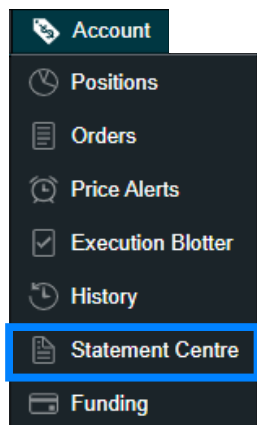 Account
Positions
Orders
Price Alerts
Execution Blotter
History
Statement Centre
Funding